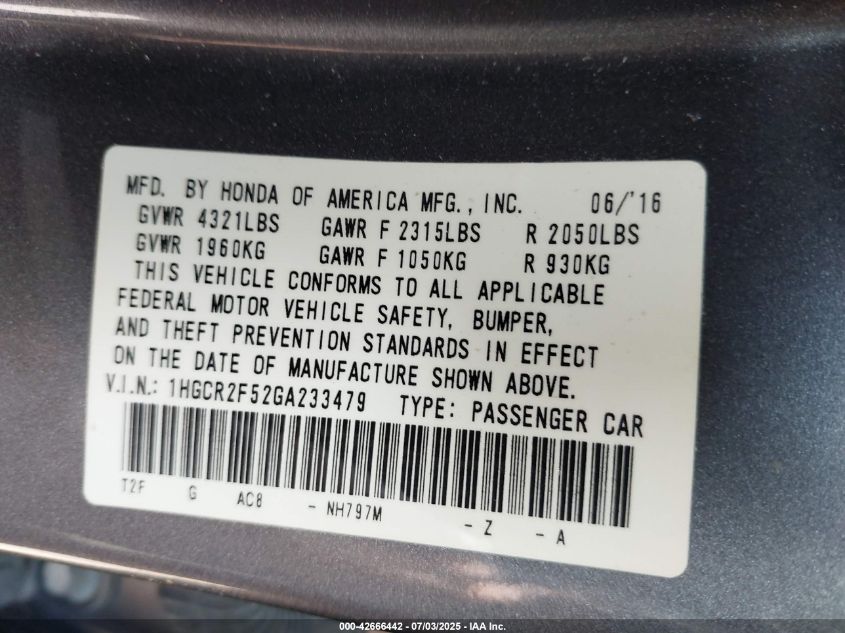 MFD. BY HONDA OF AMERICA MFG., INC. 06/'16
GVWR 4321LBS GAWR F 2315LBS R 2050LBS
GVWR 1960KG GAWR F 1050KG R 930KG
THIS VEHICLE CONFORMS TO ALL APPLICABLE
FEDERAL MOTOR VEHICLE SAFETY, BUMPER,
AND THEFT PREVENTION STANDARDS IN EFFECT
ON THE DATE OF MANUFACTURE SHOWN ABOVE.
V.I.N.: 1HGCR2F52GA233479 TYPE: PASSENGER CAR
T2F G AC8 - NH797M - Z - A
000-42666442 - 07/03/2025 - IAA Inc.